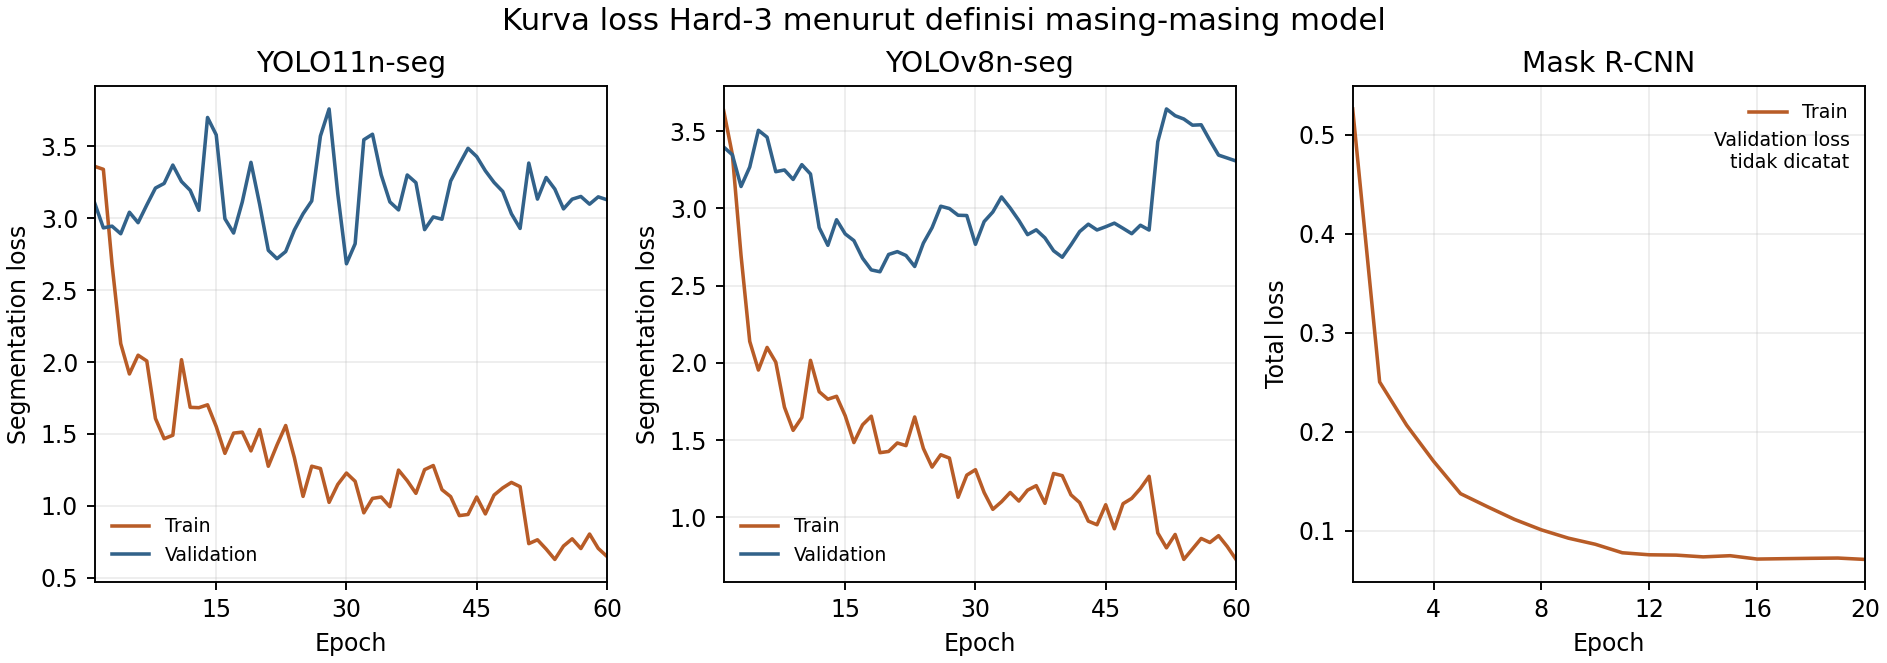 Kurva loss Hard-3 menurut definisi masing-masing model
YOLO11n-seg
Segmentation loss
3.5
3.0
2.5
2.0
1.5
1.0
0.5
Train
Validation
15 30 45 60
Epoch
YOLOv8n-seg
Segmentation loss
3.5
3.0
2.5
2.0
1.5
1.0
Train
Validation
15 30 45 60
Epoch
Mask R-CNN
Total loss
0.5
0.4
0.3
0.2
0.1
Train
Validation loss
tidak dicatat
4 8 12 16 20
Epoch